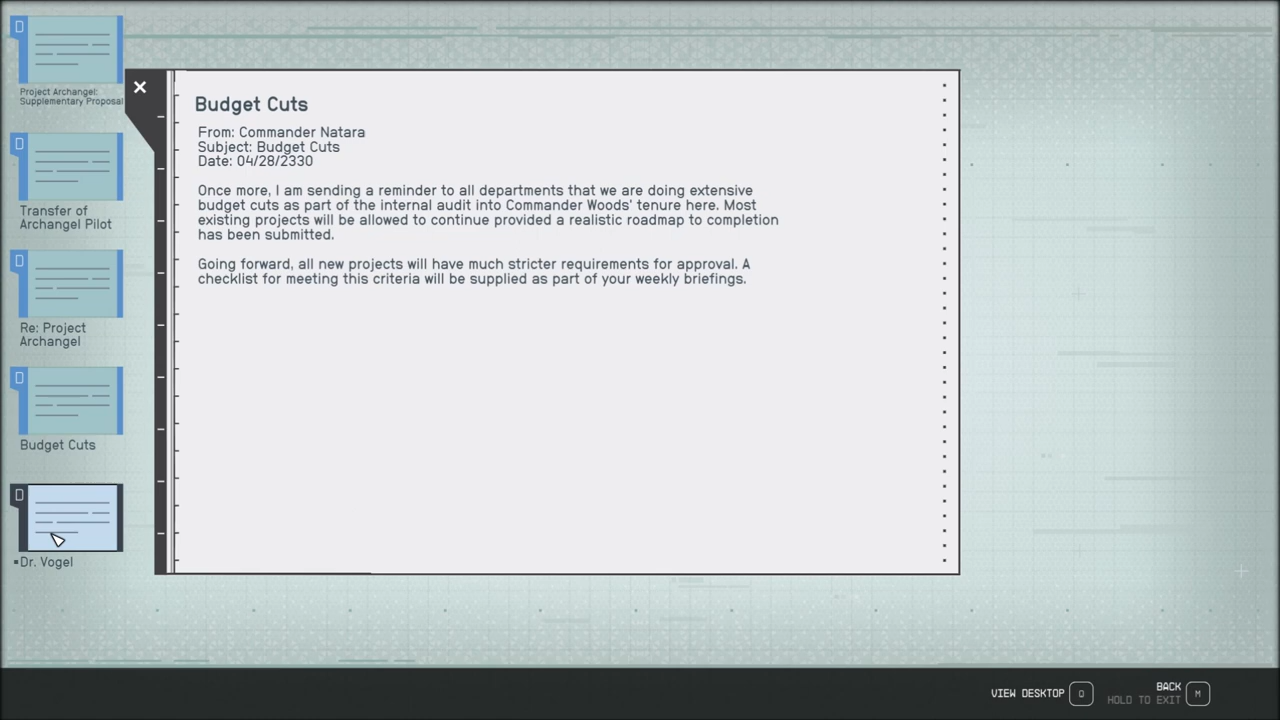 D
Project Archangel:
Supplementary Proposal
D
Transfer of
Archangel Pilot
D
Re: Project
Archangel
D
Budget Cuts
D
Dr. Vogel
Budget Cuts
From: Commander Natara
Subject: Budget Cuts
Date: 04/28/2330
Once more, I am sending a reminder to all departments that we are doing extensive
budget cuts as part of the internal audit into Commander Woods' tenure here. Most
existing projects will be allowed to continue provided a realistic roadmap to completion
has been submitted.
Going forward, all new projects will have much stricter requirements for approval. A
checklist for meeting this criteria will be supplied as part of your weekly briefings.
VIEW DESKTOP Q
BACK
HOLD TO EXIT M